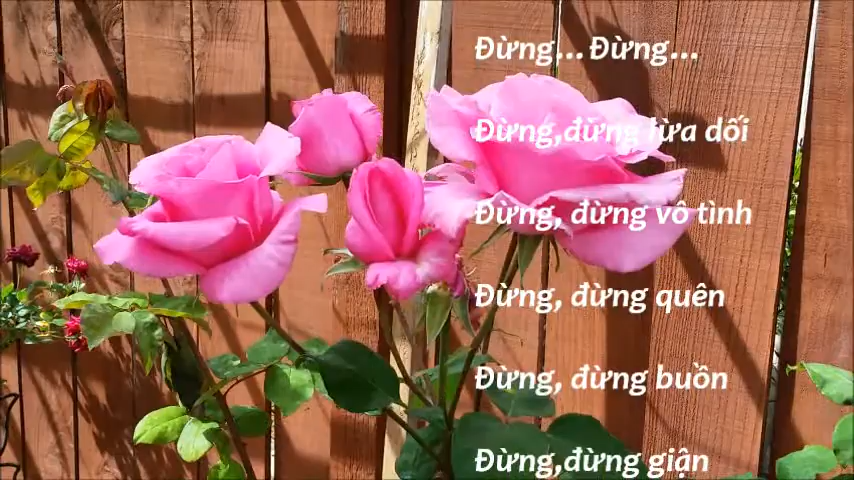 Đừng... Đừng...
Đừng,đừng lừa dối
Đừng, đừng vô tình
Đừng, đừng quên
Đừng, đừng buồn
Đừng,đừng giận